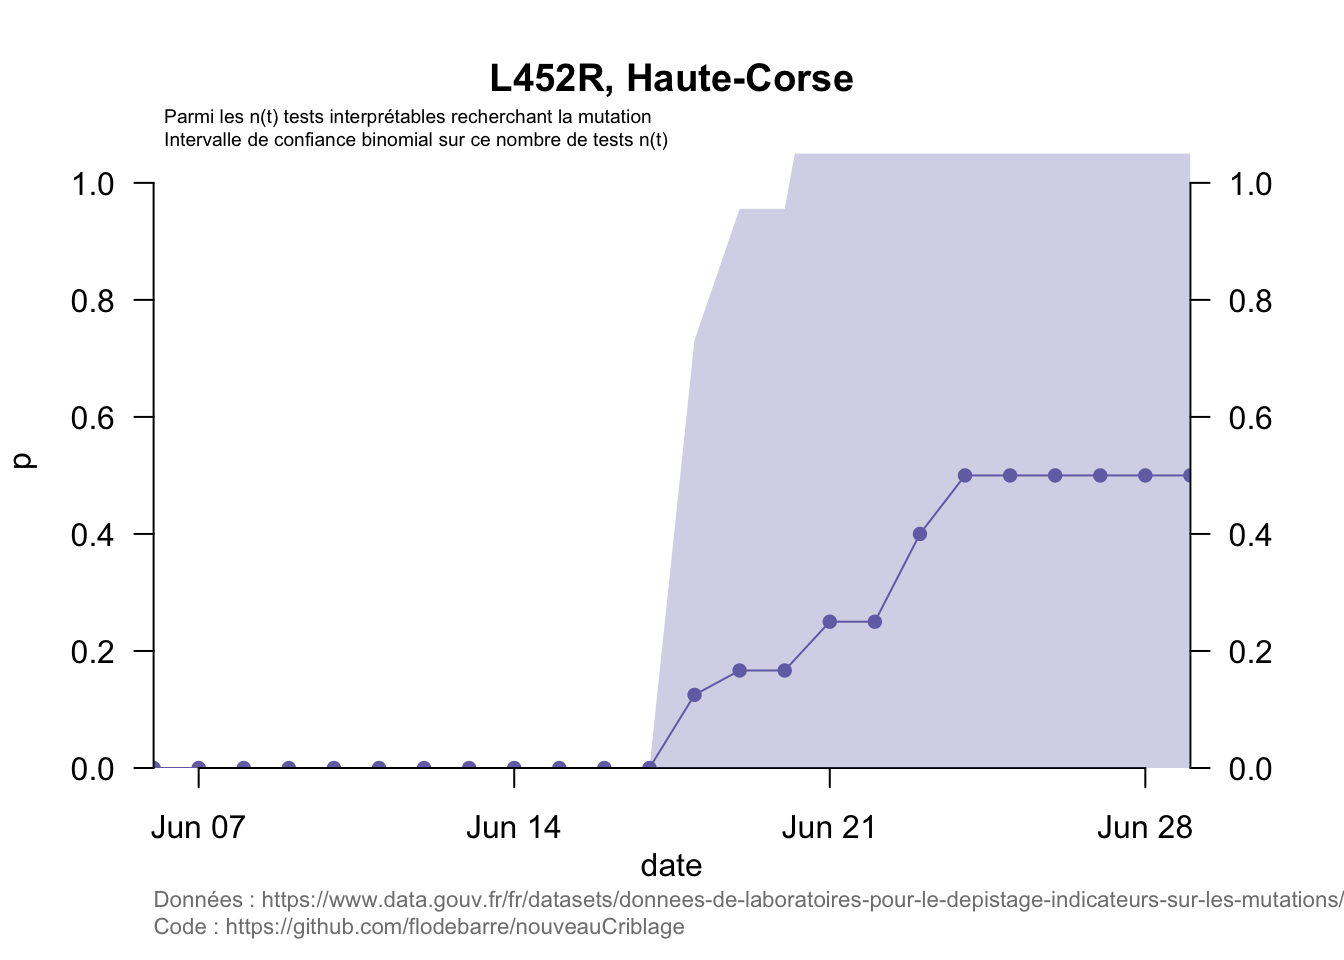 L452R, Haute-Corse
Parmi les n(t) tests interprétables recherchant la mutation
Intervalle de confiance binomial sur ce nombre de tests n(t)
1.0 1.0
0.8 0.8
0.6 0.6
p
0.4 0.4
0.2 0.2
0.0 0.0
Jun 07 Jun 14 Jun 21 Jun 28
date
Données : https://www.data.gouv.fr/fr/datasets/donnees-de-laboratoires-pour-le-depistage-indicateurs-sur-les-mutations/
Code : https://github.com/flodebarre/nouveauCriblage